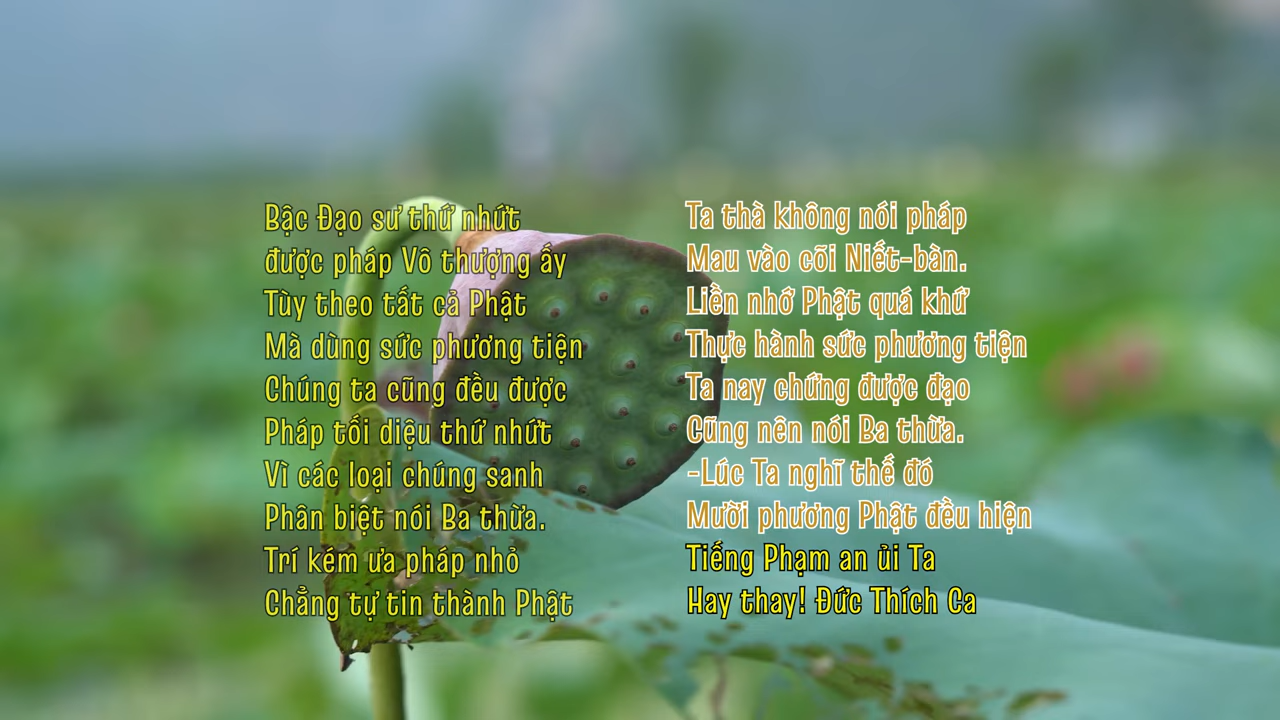 Bậc Đạo sư thứ nhứt
được pháp Vô thượng ấy
Tùy theo tất cả Phật
Mà dùng sức phương tiện
Chúng ta cũng đều được
Pháp tối diệu thứ nhứt
Vì các loại chúng sanh
Phân biệt nói Ba thừa.
Trí kém ưa pháp nhỏ
Chẳng tự tin thành Phật
Ta thà không nói pháp
Mau vào cõi Niết-bàn.
Liền nhớ Phật quá khứ
Thực hành sức phương tiện
Ta nay chứng được đạo
Cũng nên nói Ba thừa.
-Lúc Ta nghĩ thế đó
Mười phương Phật đều hiện
Tiếng Phạm an ủi Ta
Hay thay! Đức Thích Ca